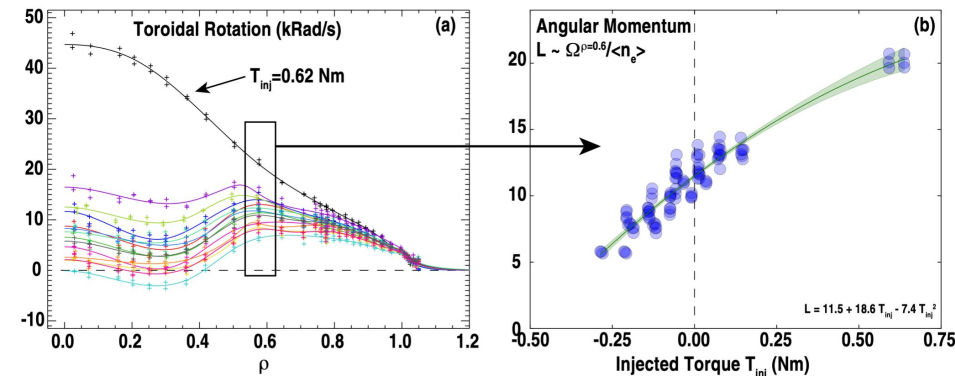 Toroidal Rotation (kRad/s)
(a)
T_inj=0.62 Nm
50
40
30
20
10
0
-10
0.0 0.2 0.4 0.6 0.8 1.0 1.2
ρ
Angular Momentum
(b)
L ~ Ω^ρ=0.6/<n_e>
20
15
10
5
0
L = 11.5 + 18.6 T_inj - 7.4 T_inj^2
-0.50 -0.25 0.00 0.25 0.50 0.75
Injected Torque T_inj (Nm)